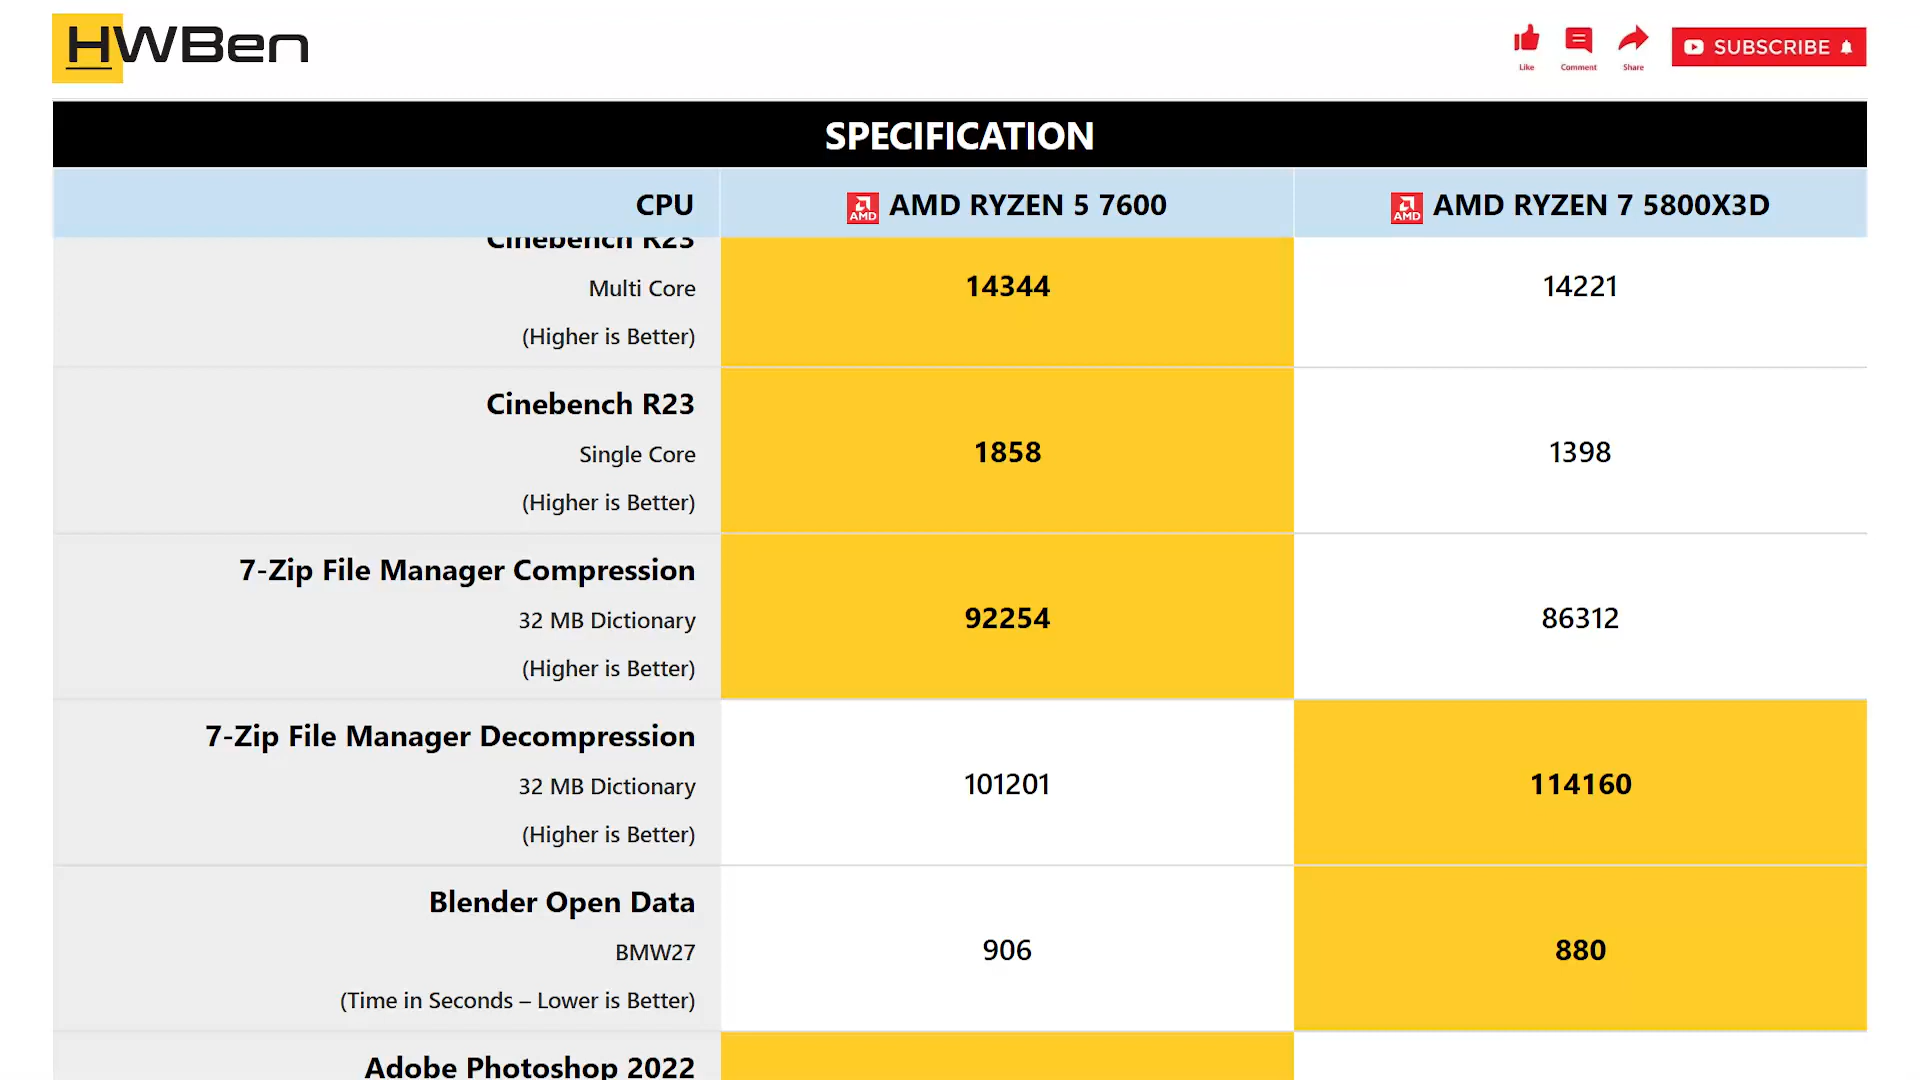 HWBen
Like
Comment
Share
SUBSCRIBE
SPECIFICATION
CPU
AMD
AMD RYZEN 5 7600
AMD
AMD RYZEN 7 5800X3D
Cinebench R23
Multi Core
(Higher is Better)
14344
14221
Cinebench R23
Single Core
(Higher is Better)
1858
1398
7-Zip File Manager Compression
32 MB Dictionary
(Higher is Better)
92254
86312
7-Zip File Manager Decompression
32 MB Dictionary
(Higher is Better)
101201
114160
Blender Open Data
BMW27
(Time in Seconds – Lower is Better)
906
880
Adobe Photoshop 2022